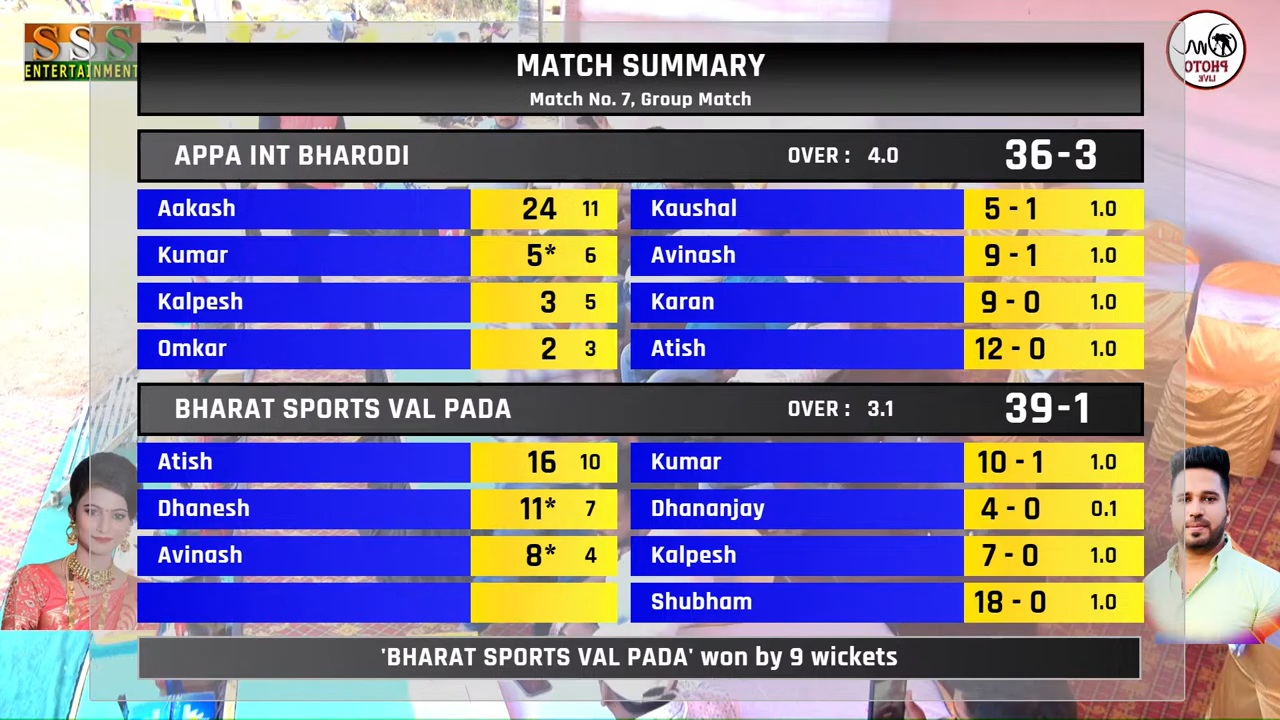 SSS
ENTERTAINMENT
PHOTO
LIVE
MATCH SUMMARY
Match No. 7, Group Match
APPA INT BHARODI OVER : 4.0 36-3
Aakash 24 11 Kaushal 5 - 1 1.0
Kumar 5* 6 Avinash 9 - 1 1.0
Kalpesh 3 5 Karan 9 - 0 1.0
Omkar 2 3 Atish 12 - 0 1.0
BHARAT SPORTS VAL PADA OVER : 3.1 39-1
Atish 16 10 Kumar 10 - 1 1.0
Dhanesh 11* 7 Dhananjay 4 - 0 0.1
Avinash 8* 4 Kalpesh 7 - 0 1.0
Shubham 18 - 0 1.0
'BHARAT SPORTS VAL PADA' won by 9 wickets